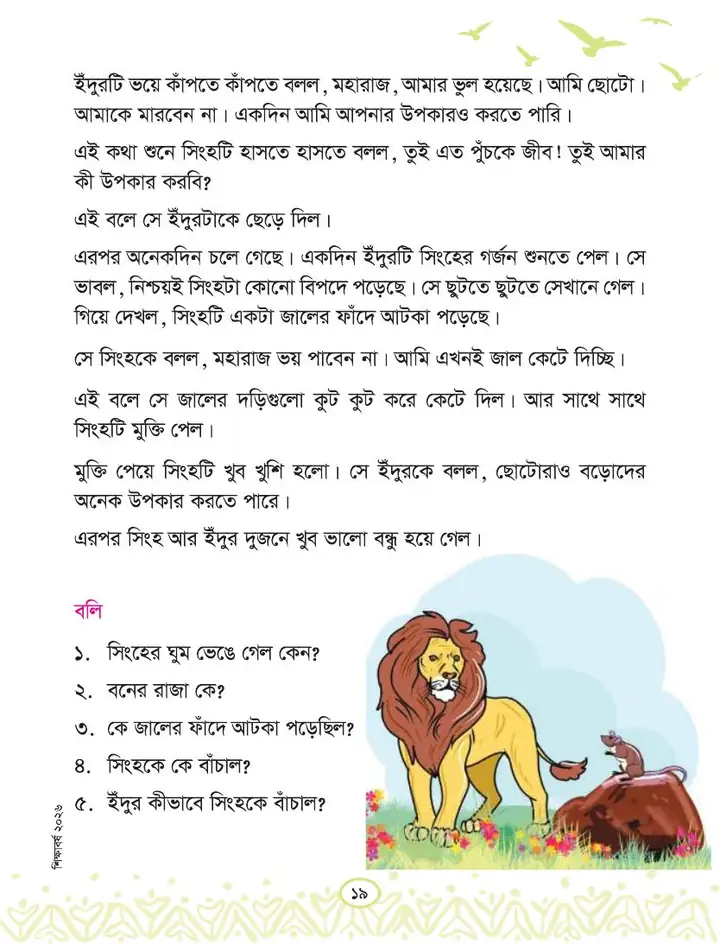 ইঁদুরটি ভয়ে কাঁপতে কাঁপতে বলল, মহারাজ, আমার ভুল হয়েছে। আমি ছোটো।
আমাকে মারবেন না। একদিন আমি আপনার উপকারও করতে পারি।
এই কথা শুনে সিংহটি হাসতে হাসতে বলল, তুই এত পুঁচকে জীব! তুই আমার
কী উপকার করবি?
এই বলে সে ইঁদুরটাকে ছেড়ে দিল।
এরপর অনেকদিন চলে গেছে। একদিন ইঁদুরটি সিংহের গর্জন শুনতে পেল। সে
ভাবল, নিশ্চয়ই সিংহটা কোনো বিপদে পড়েছে। সে ছুটতে ছুটতে সেখানে গেল।
গিয়ে দেখল, সিংহটি একটা জালের ফাঁদে আটকা পড়েছে।
সে সিংহকে বলল, মহারাজ ভয় পাবেন না। আমি এখনই জাল কেটে দিচ্ছি।
এই বলে সে জালের দড়িগুলো কুট কুট করে কেটে দিল। আর সাথে সাথে
সিংহটি মুক্তি পেল।
মুক্তি পেয়ে সিংহটি খুব খুশি হলো। সে ইঁদুরকে বলল, ছোটোরাও বড়োদের
অনেক উপকার করতে পারে।
এরপর সিংহ আর ইঁদুর দুজনে খুব ভালো বন্ধু হয়ে গেল।
বলি
১. সিংহের ঘুম ভেঙে গেল কেন?
২. বনের রাজা কে?
৩. কে জালের ফাঁদে আটকা পড়েছিল?
৪. সিংহকে কে বাঁচাল?
৫. ইঁদুর কীভাবে সিংহকে বাঁচাল?
শিক্ষাবর্ষ ২০২৬
১৯